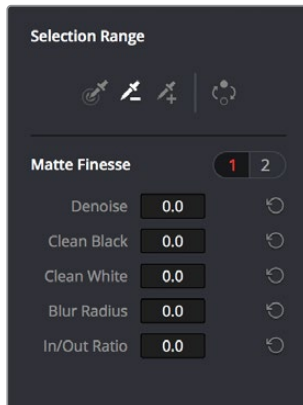 Selection Range
Matte Finesse 1 2
Denoise 0.0
Clean Black 0.0
Clean White 0.0
Blur Radius 0.0
In/Out Ratio 0.0